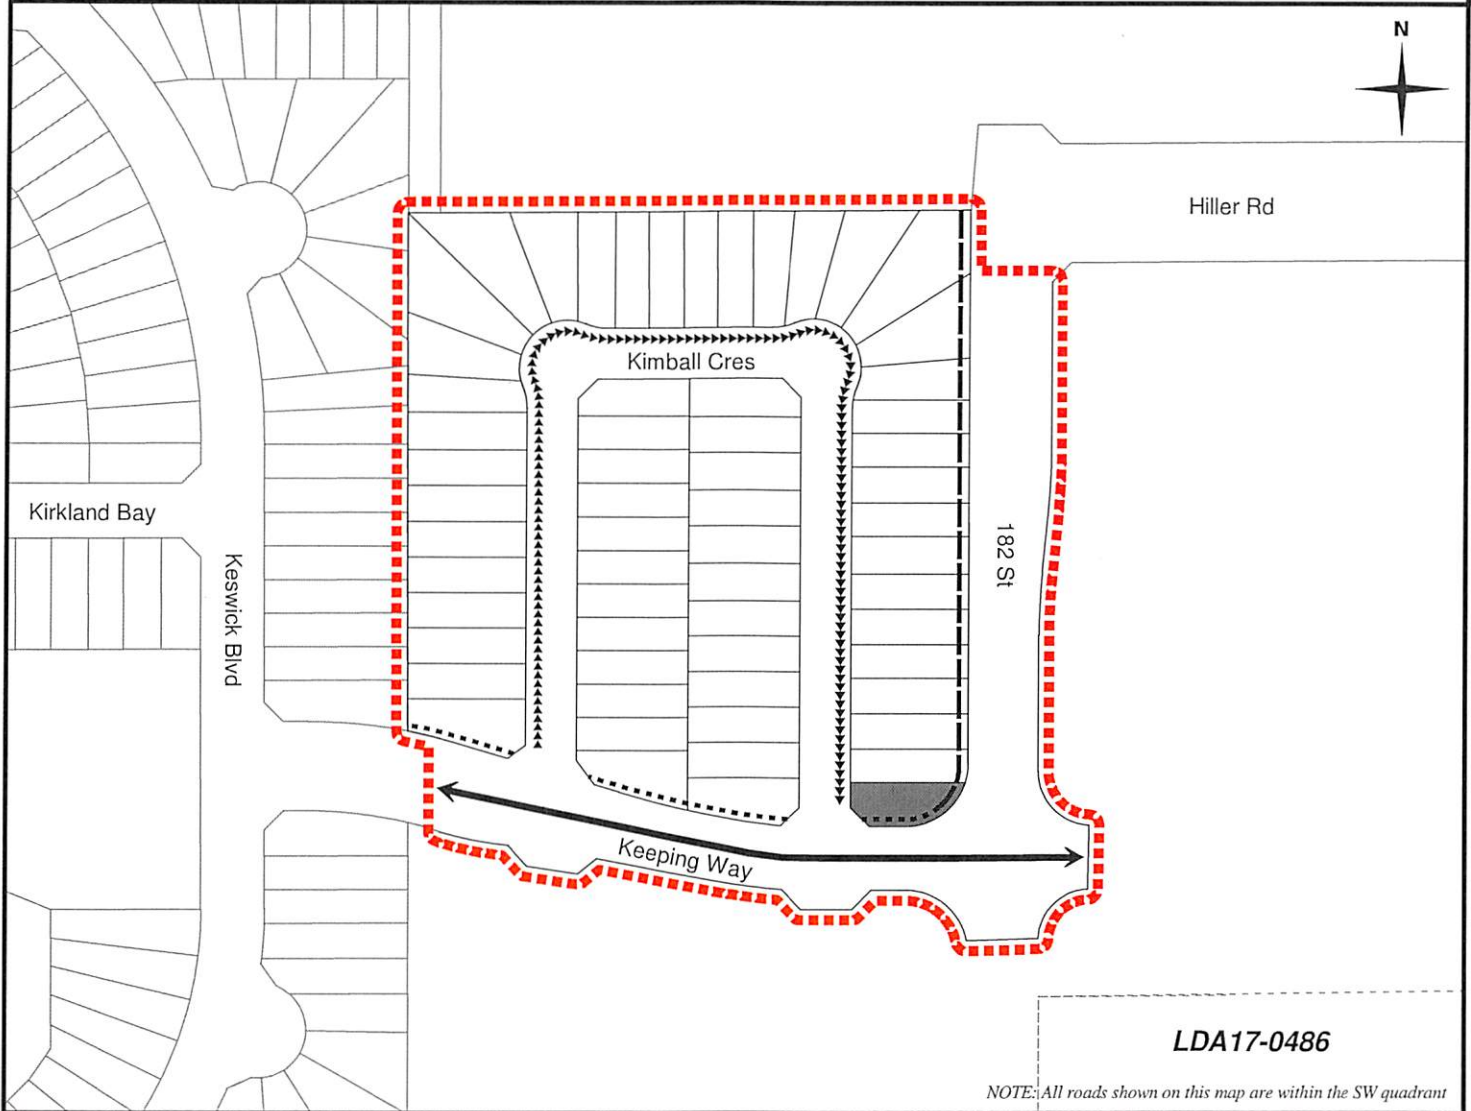 N
Hiller Rd
Kimball Cres
Kirkland Bay
182 St
Keswick Blvd
Keeping Way
LDA17-0486
NOTE: All roads shown on this map are within the SW quadrant